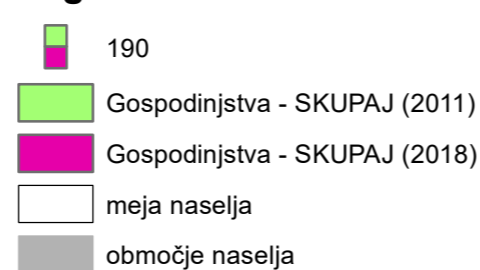 190
Gospodinjstva - SKUPAJ (2011)
Gospodinjstva - SKUPAJ (2018)
meja naselja
območje naselja